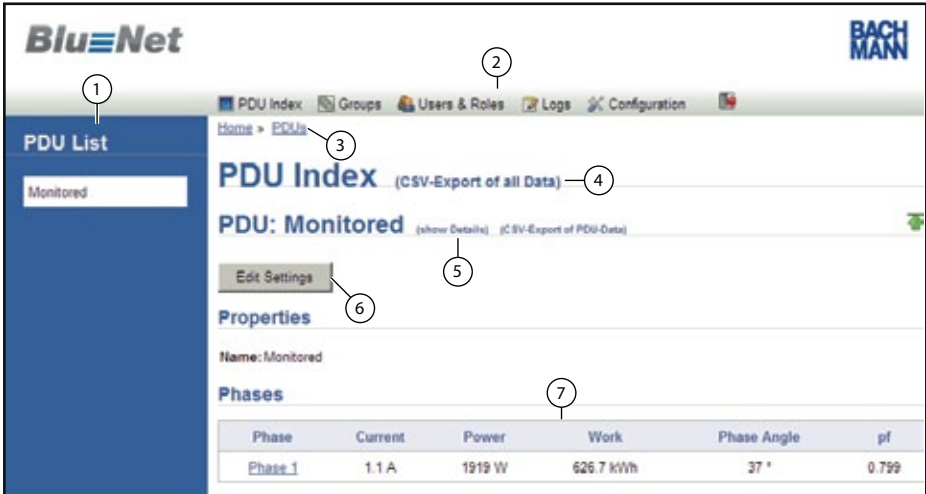 Blu≡Net
BACH
MANN
2
1
PDU Index Groups Users & Roles Logs Configuration
Home » PDUs
3
PDU List
Monitored
PDU Index (CSV-Export of all Data)
4
PDU: Monitored (show Details) (CSV-Export of PDU-Data)
5
Edit Settings
6
Properties
Name: Monitored
Phases
7
Phase Current Power Work Phase Angle pf
Phase 1 1.1 A 1919 W 626.7 kWh 37 ° 0.799